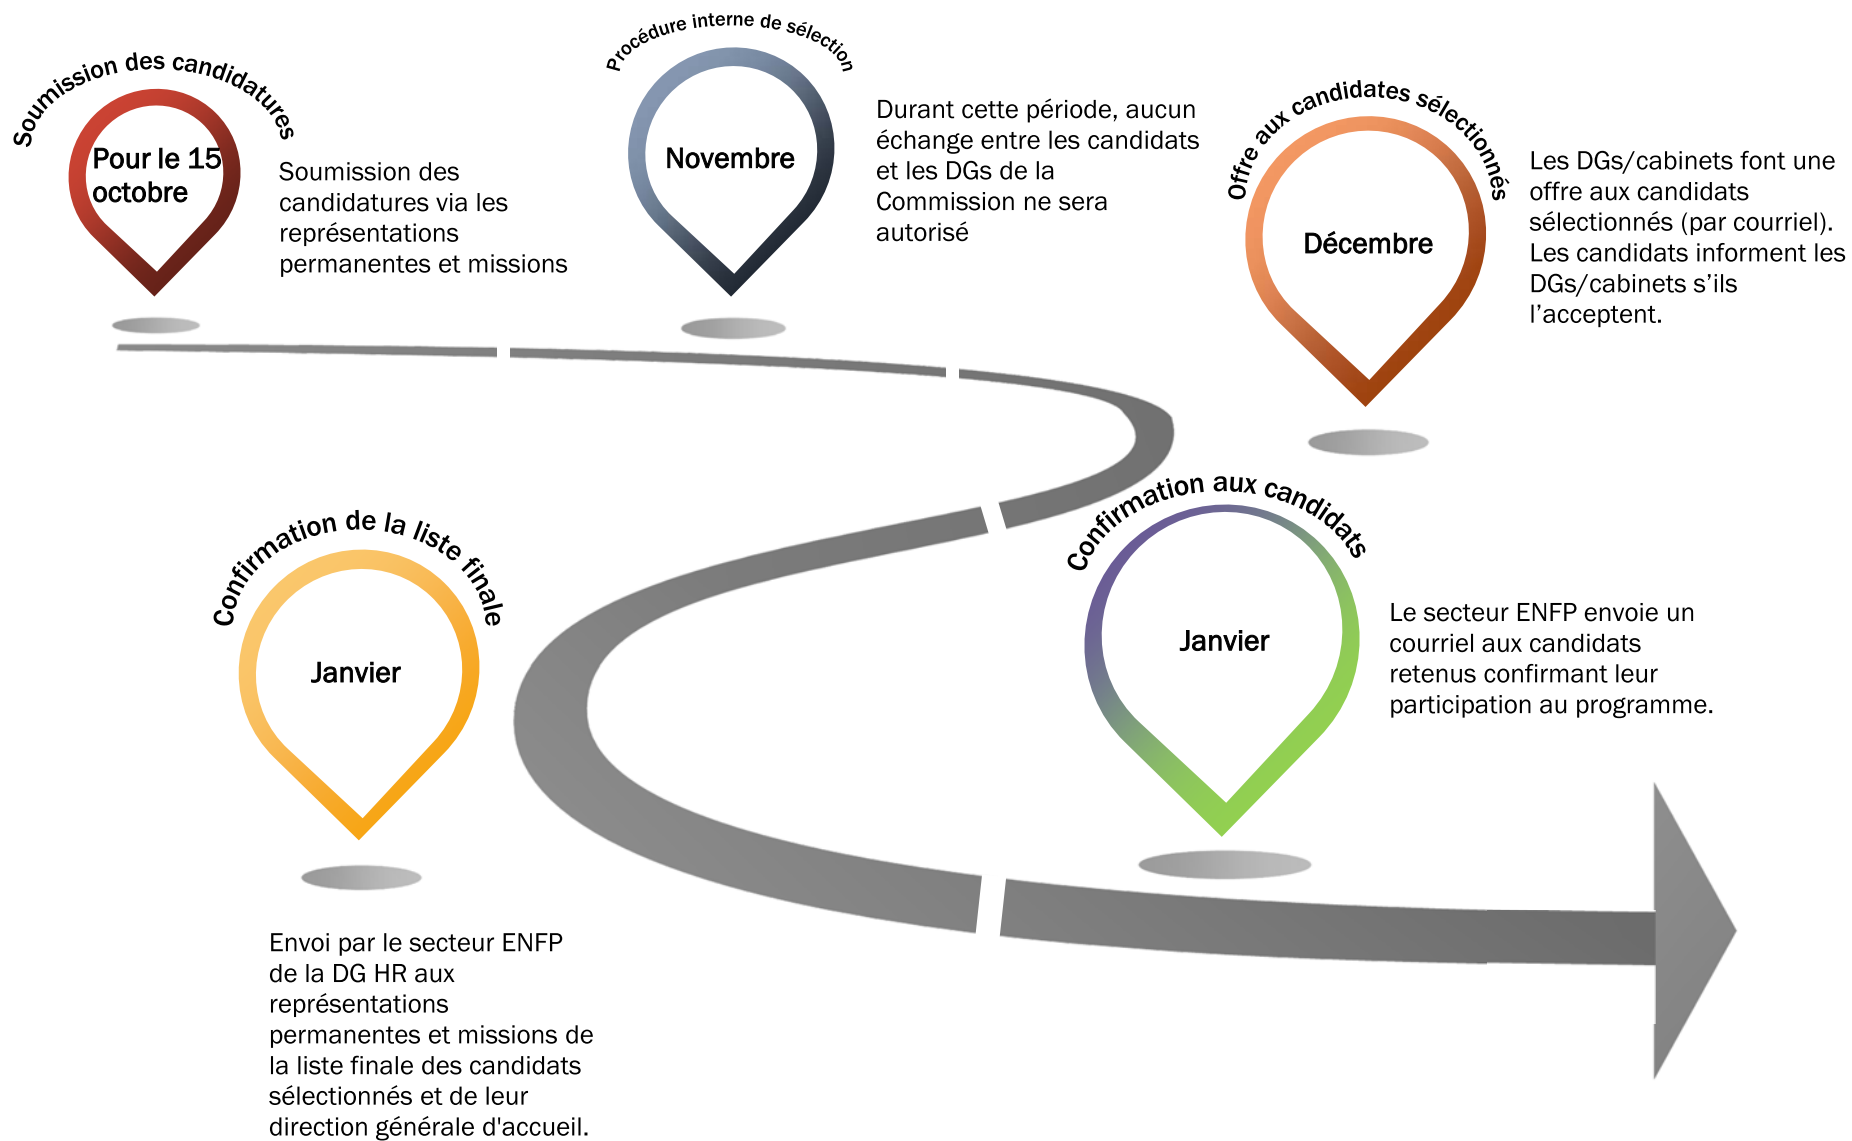 Soumission des candidatures
Pour le 15
octobre
Soumission des
candidatures via les
représentations
permanentes et missions
Procédure interne de sélection
Novembre
Durant cette période, aucun
échange entre les candidats
et les DGs de la
Commission ne sera
autorisé
Offre aux candidates sélectionnés
Décembre
Les DGs/cabinets font une
offre aux candidats
sélectionnés (par courriel).
Les candidats informent les
DGs/cabinets s’ils
l’acceptent.
Confirmation de la liste finale
Janvier
Envoi par le secteur ENFP
de la DG HR aux
représentations
permanentes et missions de
la liste finale des candidats
sélectionnés et de leur
direction générale d'accueil.
Confirmation aux candidats
Janvier
Le secteur ENFP envoie un
courriel aux candidats
retenus confirmant leur
participation au programme.